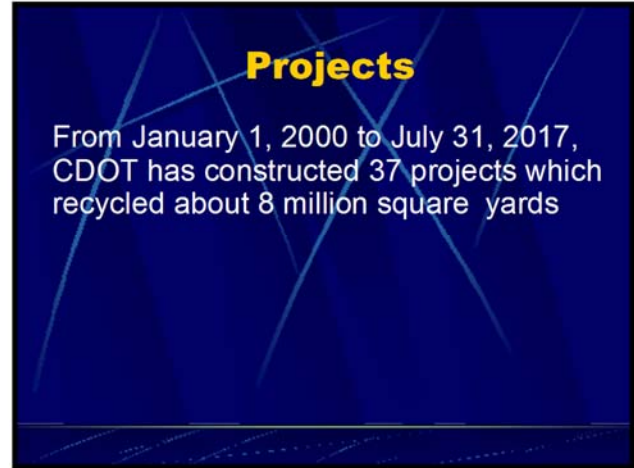 Projects
From January 1, 2000 to July 31, 2017,
CDOT has constructed 37 projects which
recycled about 8 million square  yards